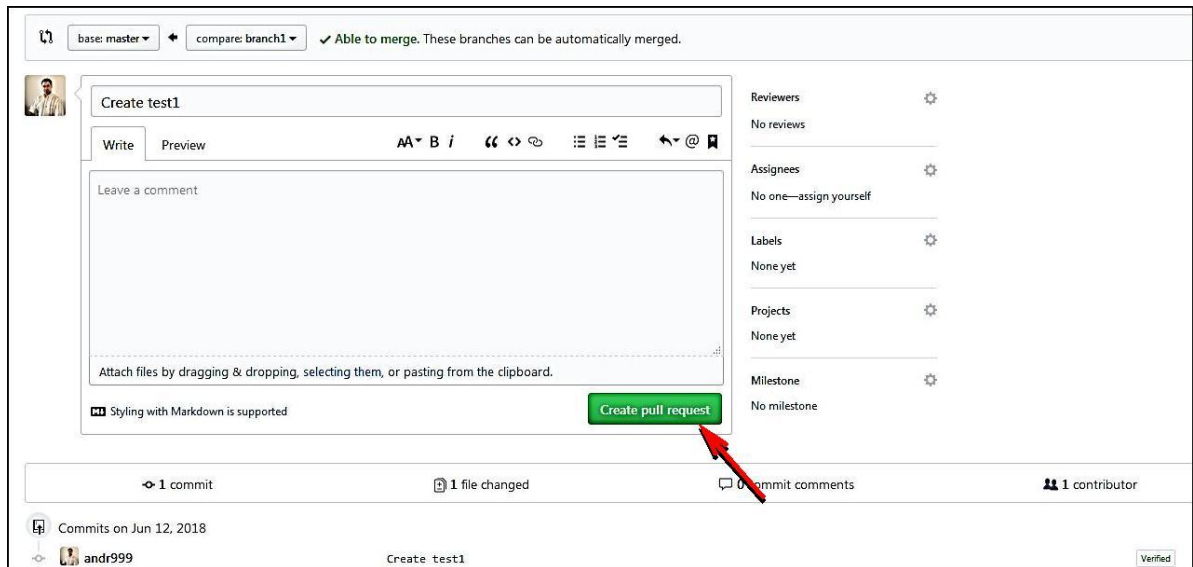 base: master compare: branch1 Able to merge. These branches can be automatically merged.
Create test1
Write Preview AA B i
Leave a comment
Attach files by dragging & dropping, selecting them, or pasting from the clipboard.
Styling with Markdown is supported
Create pull request
Reviewers
No reviews
Assignees
No one—assign yourself
Labels
None yet
Projects
None yet
Milestone
No milestone
1 commit 1 file changed 0 commit comments 1 contributor
Commits on Jun 12, 2018
andr999 Create test1 Verified